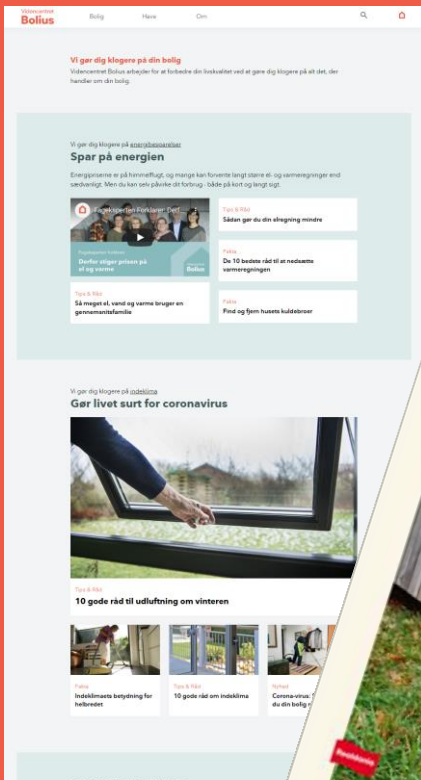 Videncentret
Bolius
Bolig
Have
Om
Vi gør dig klogere på din bolig
Videncentret Bolius arbejder for at forbedre din livskvalitet ved at gøre dig klogere på alt det, der
handler om din bolig.
Vi gør dig klogere på energibesparelser
Spar på energien
Energipriserne er på himmelflugt, og mange kan forvente langt større el- og varmeregninger end
sædvanligt. Men du kan selv påvirke dit forbrug - både på kort og langt sigt.
Fageksperten Forklarer: Derf...
Fageksperten forklarer
Derfor stiger prisen på
el og varme
Bolius
Tips & Råd
Så meget el, vand og varme bruger en
gennemsnitsfamilie
Tips & Råd
Sådan gør du din elregning mindre
Fakta
De 10 bedste råd til at nedsætte
varmeregningen
Fakta
Find og fjern husets kuldebroer
Vi gør dig klogere på indeklima
Gør livet surt for coronavirus
Tips & Råd
10 gode råd til udluftning om vinteren
Fakta
Indeklimaets betydning for
helbredet
Tips & Råd
10 gode råd om indeklima
Nyhed
Corona-virus:
du din bolig
Realdania